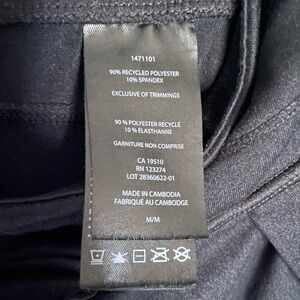 1471101
90% RECYCLED POLYESTER
10% SPANDEX
EXCLUSIVE OF TRIMMINGS
90 % POLYESTER RECYCLÉ
10 % ÉLASTHANNE
GARNITURE NON COMPRISE
CA 19510
RN 123274
LOT 28360622-01
MADE IN CAMBODIA
FABRIQUÉ AU CAMBODGE
M/M